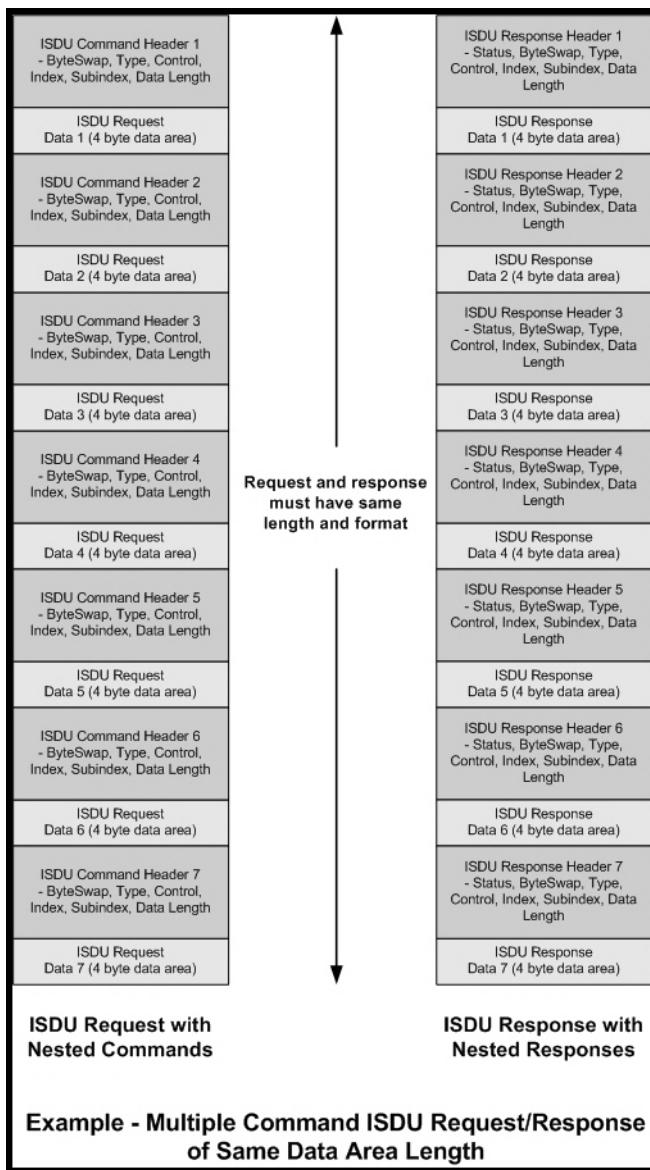 ISDU Command Header 1
- ByteSwap, Type, Control,
Index, Subindex, Data Length
ISDU Request
Data 1 (4 byte data area)
ISDU Command Header 2
- ByteSwap, Type, Control,
Index, Subindex, Data Length
ISDU Request
Data 2 (4 byte data area)
ISDU Command Header 3
- ByteSwap, Type, Control,
Index, Subindex, Data Length
ISDU Request
Data 3 (4 byte data area)
ISDU Command Header 4
- ByteSwap, Type, Control,
Index, Subindex, Data Length
ISDU Request
Data 4 (4 byte data area)
ISDU Command Header 5
- ByteSwap, Type, Control,
Index, Subindex, Data Length
ISDU Request
Data 5 (4 byte data area)
ISDU Command Header 6
- ByteSwap, Type, Control,
Index, Subindex, Data Length
ISDU Request
Data 6 (4 byte data area)
ISDU Command Header 7
- ByteSwap, Type, Control,
Index, Subindex, Data Length
ISDU Request
Data 7 (4 byte data area)
ISDU Request with
Nested Commands
Request and response
must have same
length and format
ISDU Response Header 1
- Status, ByteSwap, Type,
Control, Index, Subindex, Data
Length
ISDU Response
Data 1 (4 byte data area)
ISDU Response Header 2
- Status, ByteSwap, Type,
Control, Index, Subindex, Data
Length
ISDU Response
Data 2 (4 byte data area)
ISDU Response Header 3
- Status, ByteSwap, Type,
Control, Index, Subindex, Data
Length
ISDU Response
Data 3 (4 byte data area)
ISDU Response Header 4
- Status, ByteSwap, Type,
Control, Index, Subindex, Data
Length
ISDU Response
Data 4 (4 byte data area)
ISDU Response Header 5
- Status, ByteSwap, Type,
Control, Index, Subindex, Data
Length
ISDU Response
Data 5 (4 byte data area)
ISDU Response Header 6
- Status, ByteSwap, Type,
Control, Index, Subindex, Data
Length
ISDU Response
Data 6 (4 byte data area)
ISDU Response Header 7
- Status, ByteSwap, Type,
Control, Index, Subindex, Data
Length
ISDU Response
Data 7 (4 byte data area)
ISDU Response with
Nested Responses
Example - Multiple Command ISDU Request/Response
of Same Data Area Length